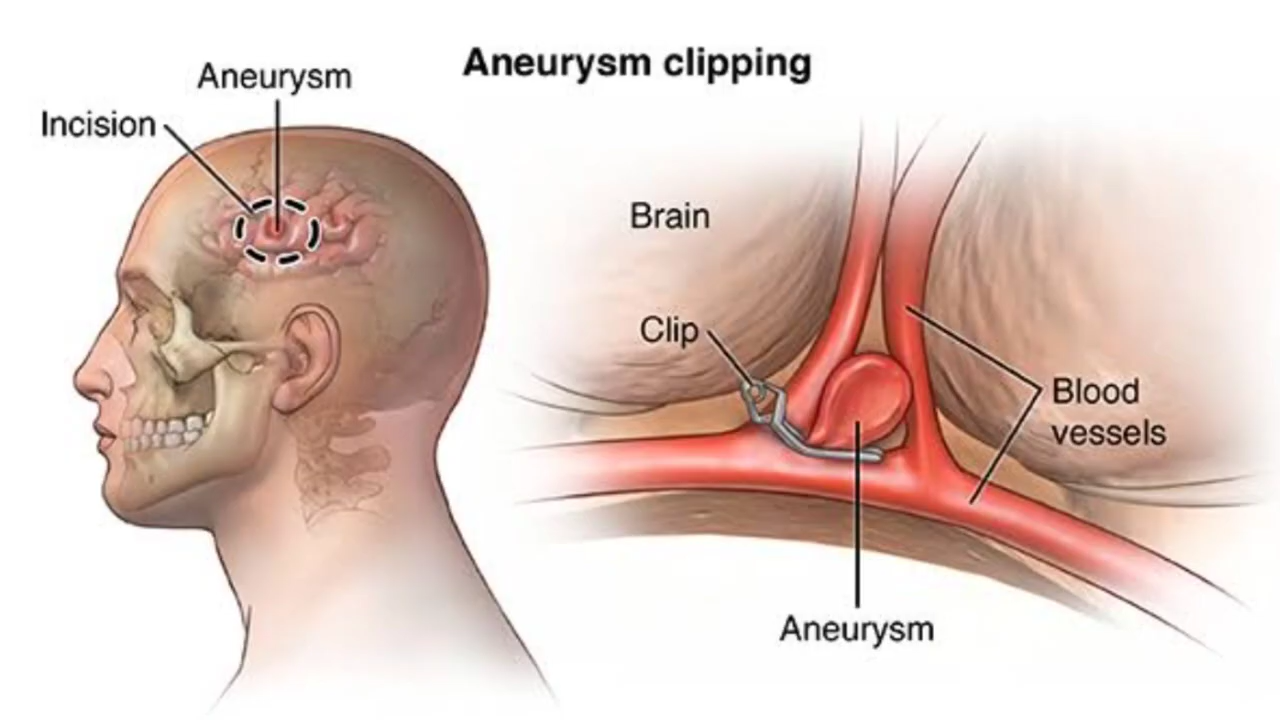 Aneurysm clipping
Aneurysm
Incision
Brain
Clip
Blood
vessels
Aneurysm